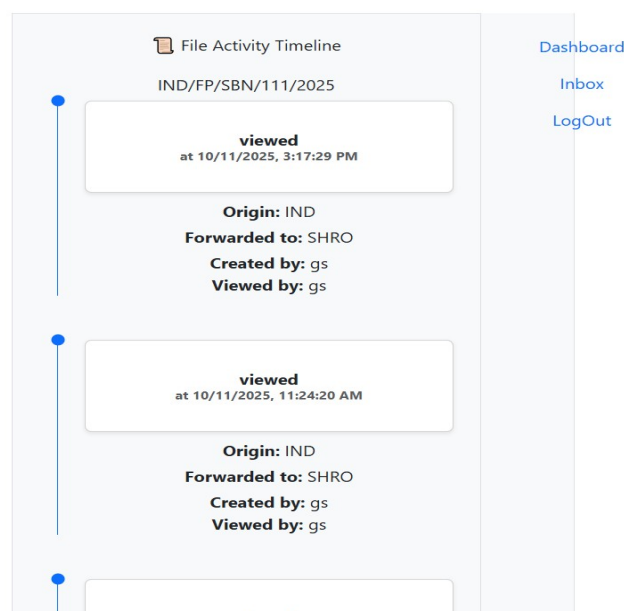 📜 File Activity Timeline
IND/FP/SBN/111/2025
viewed
at 10/11/2025, 3:17:29 PM
Origin: IND
Forwarded to: SHRO
Created by: gs
Viewed by: gs
viewed
at 10/11/2025, 11:24:20 AM
Origin: IND
Forwarded to: SHRO
Created by: gs
Viewed by: gs
Dashboard
Inbox
LogOut